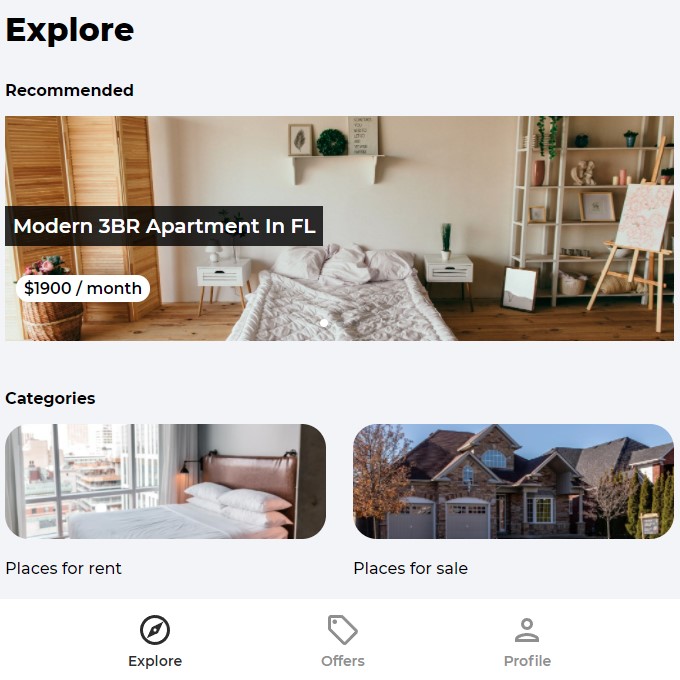 Explore
Recommended
Modern 3BR Apartment In FL
$1900 / month
Categories
Places for rent
Places for sale
Explore
Offers
Profile